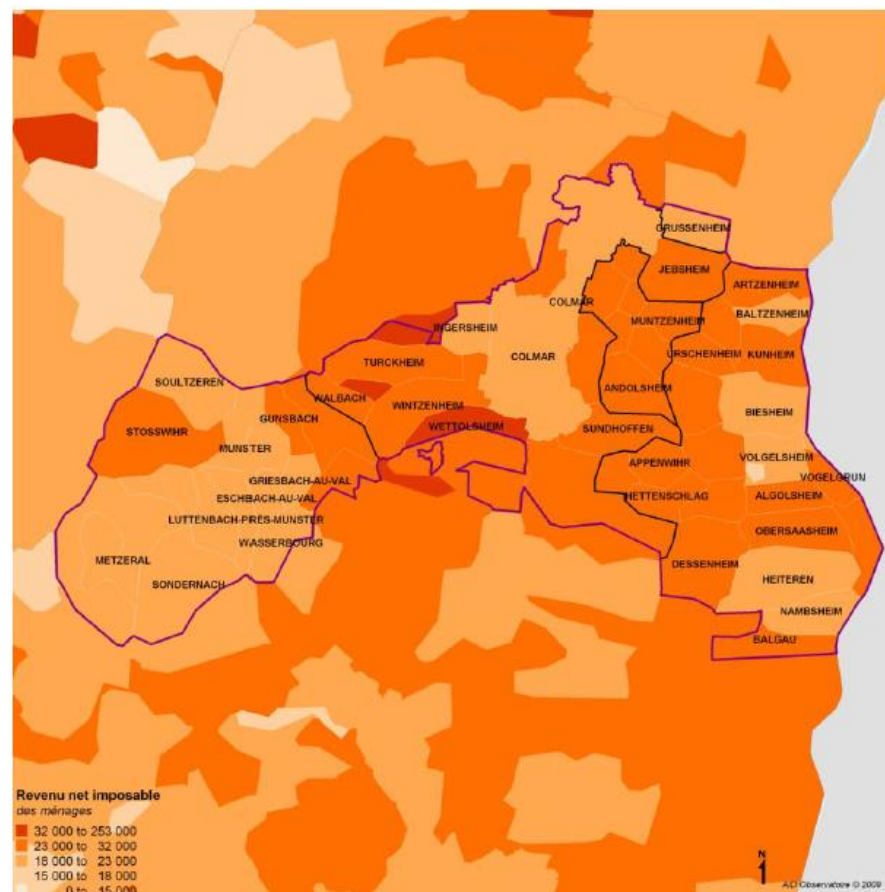 GRUSSENHEIM
JEBSHEIM
ARTZENHEIM
COLMAR
BALTZENHEIM
MUNTZENHEIM
INGERSHEIM
URSCHENHEIM
KUNHEIM
COLMAR
TURCKHEIM
SOULTZEREN
ANDOLSHEIM
WALBACH
WINTZENHEIM
BIESHEIM
GUNSBACH
WETTOLSHEIM
SUNDHOFFEN
STOSSWIHR
MUNSTER
VOLGELSHEIM
APPENWIHR
VOGELGRUN
GRIESBACH-AU-VAL
ESCHBACH-AU-VAL
HETTENSCHLAG
ALGOLSHEIM
LUTTENBACH-PRÈS-MUNSTER
OBERSAASHEIM
WASSERBOURG
METZERAL
DESSENHEIM
SONDERNACH
HEITEREN
NAMBSHEIM
BALGAU
Revenu net imposable
des ménages
32 000 to 253 000
23 000 to 32 000
18 000 to 23 000
15 000 to 18 000
0 to 15 000
N